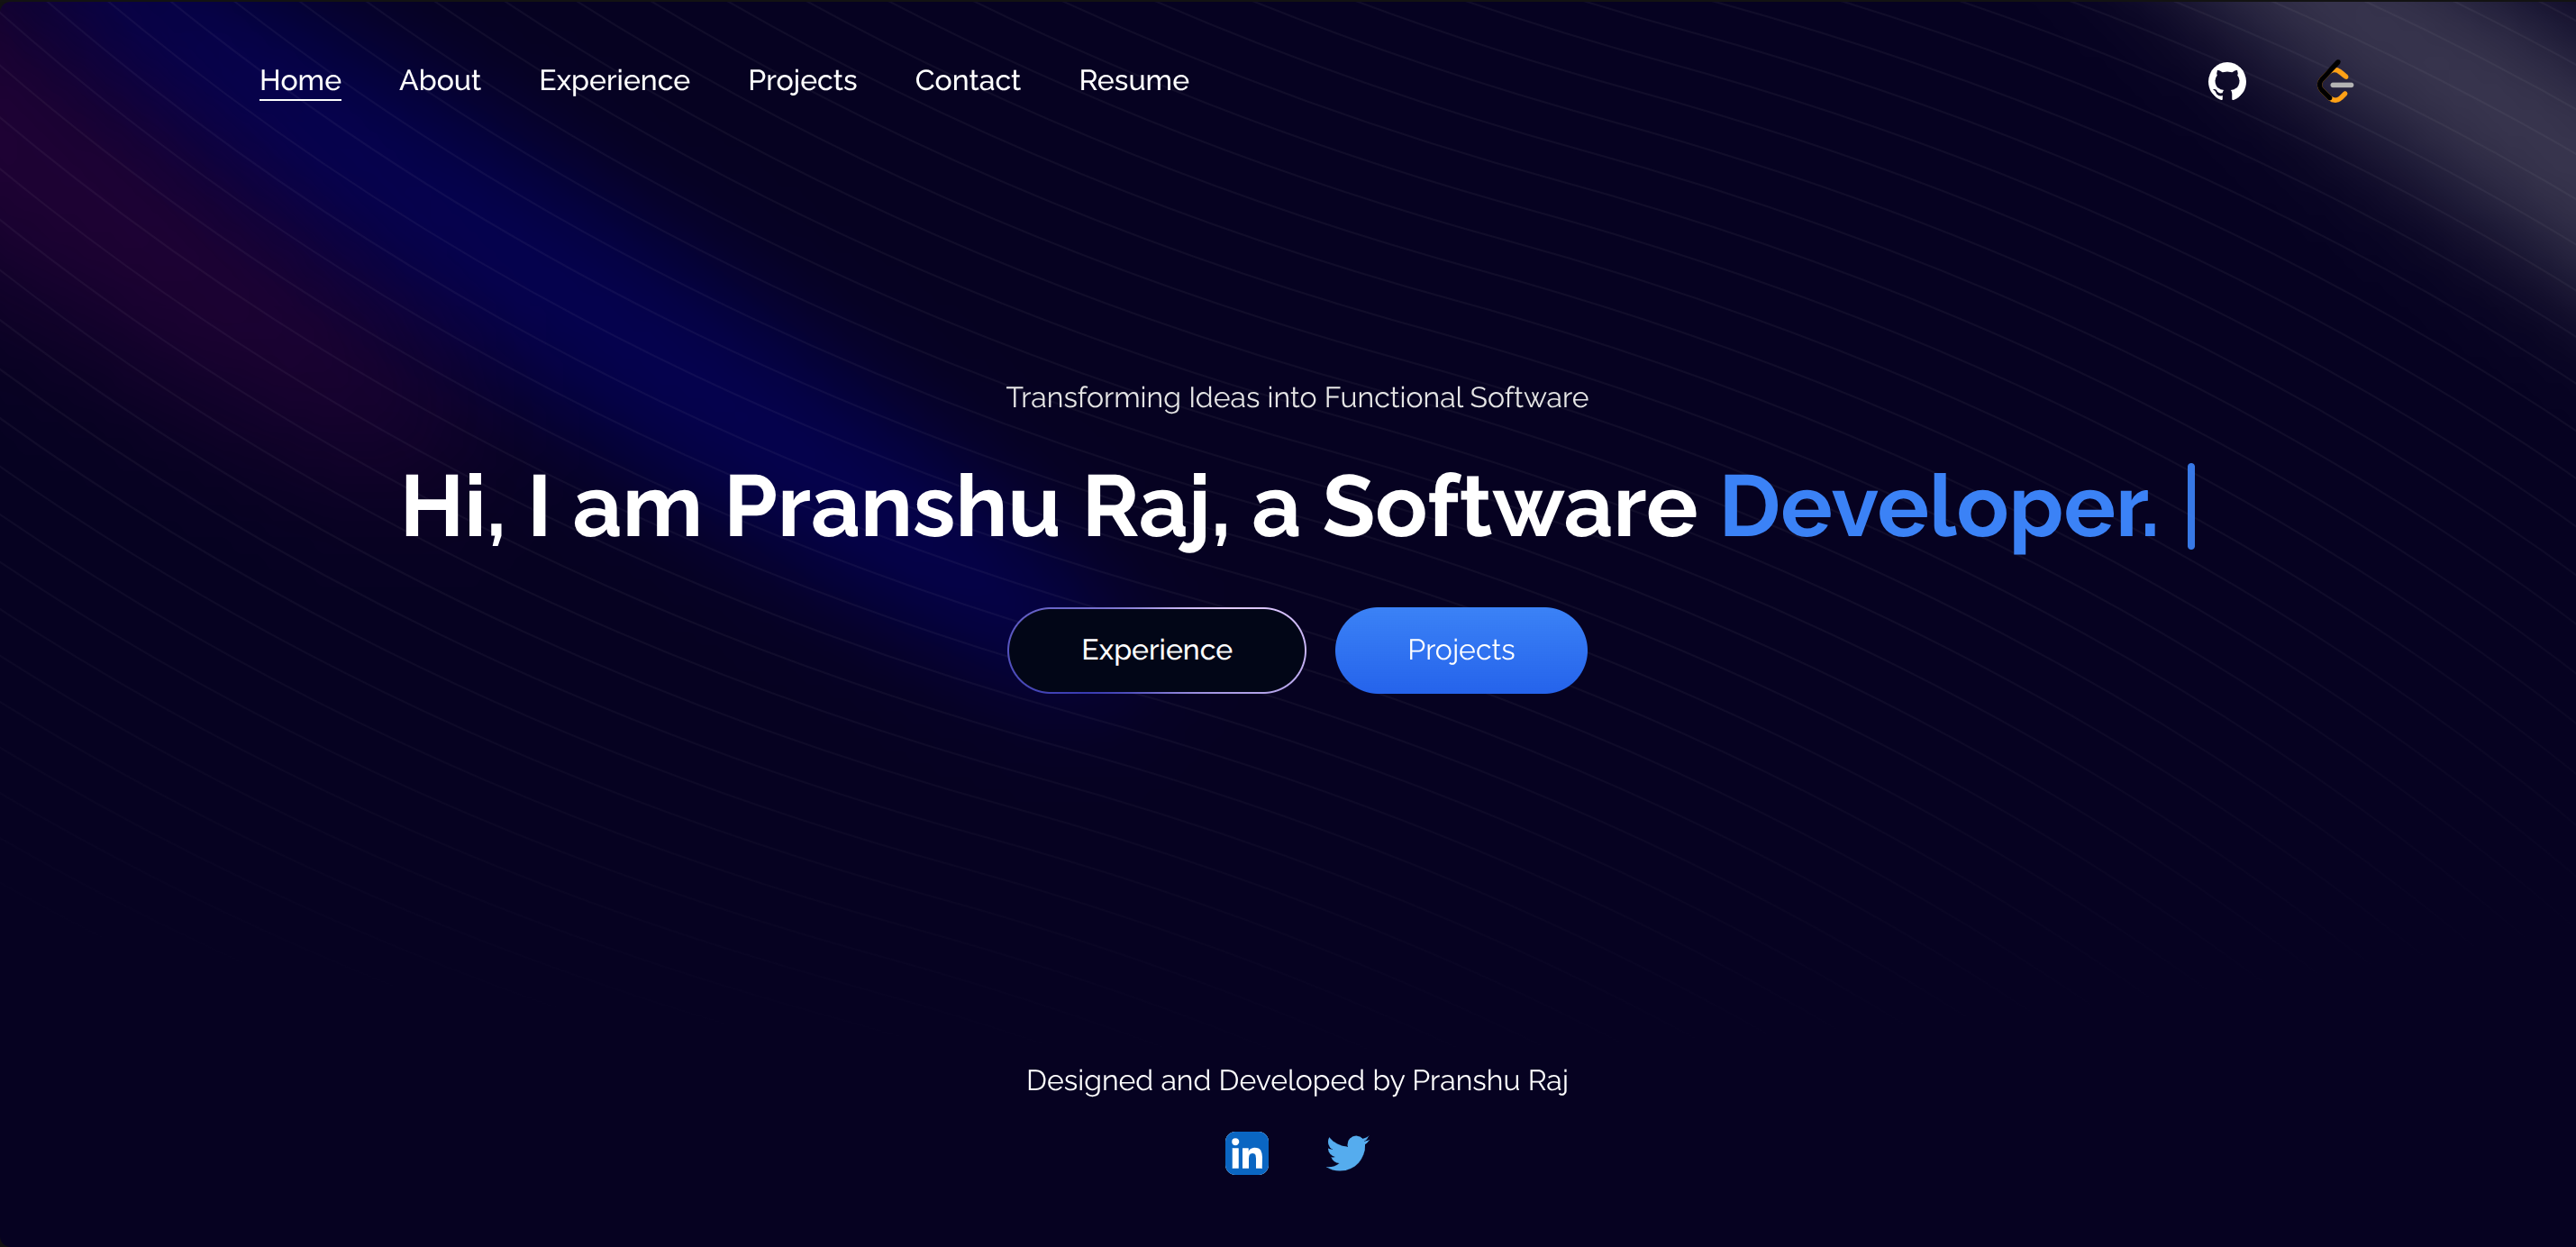 Home About Experience Projects Contact Resume
Transforming Ideas into Functional Software
Hi, I am Pranshu Raj, a Software Developer.
Experience Projects
Designed and Developed by Pranshu Raj
in